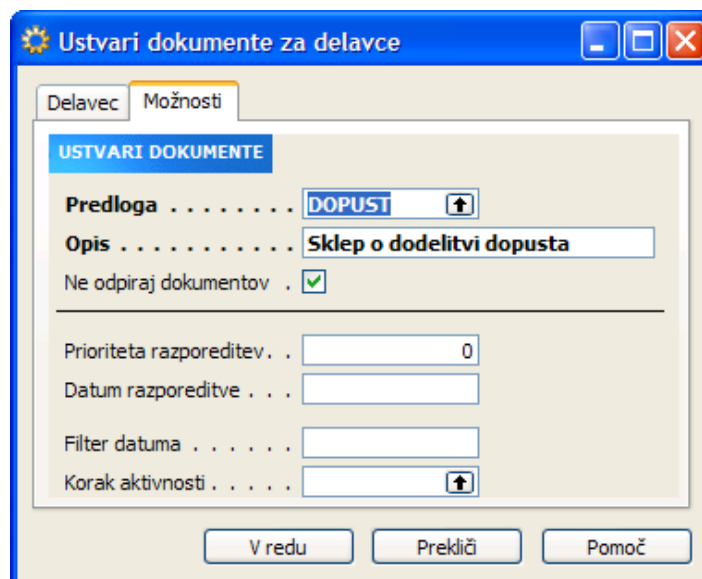 Ustvari dokumente za delavce
Delavec Možnosti
USTVARI DOKUMENTE
Predloga . . . . . . . . DOPUST
Opis . . . . . . . . . . . Sklep o dodelitvi dopusta
Ne odpiraj dokumentov .
Prioriteta razporeditev. . 0
Datum razporeditve . . .
Filter datuma . . . . . .
Korak aktivnosti . . . . .
V redu Prekliči Pomoč